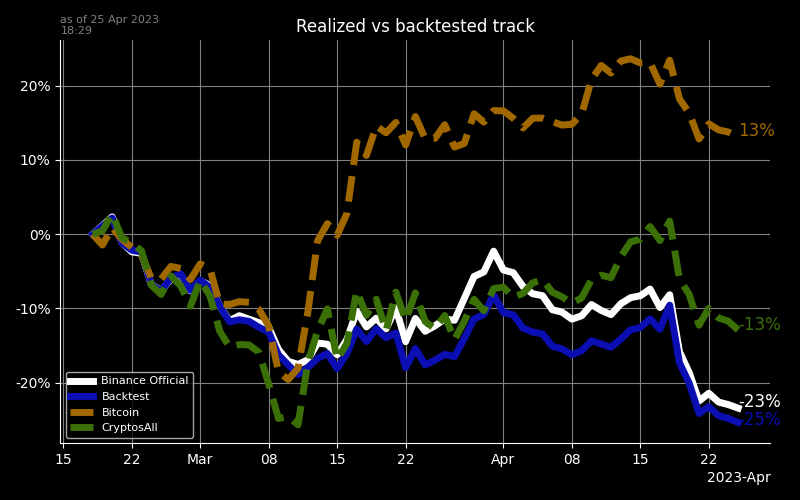 as of 25 Apr 2023
18:29
Realized vs backtested track
20%
10%
0%
-10%
-20%
13%
-13%
-23%
-25%
Binance Official
Backtest
Bitcoin
CryptosAll
15 22 Mar 08 15 22 Apr 08 15 22
2023-Apr